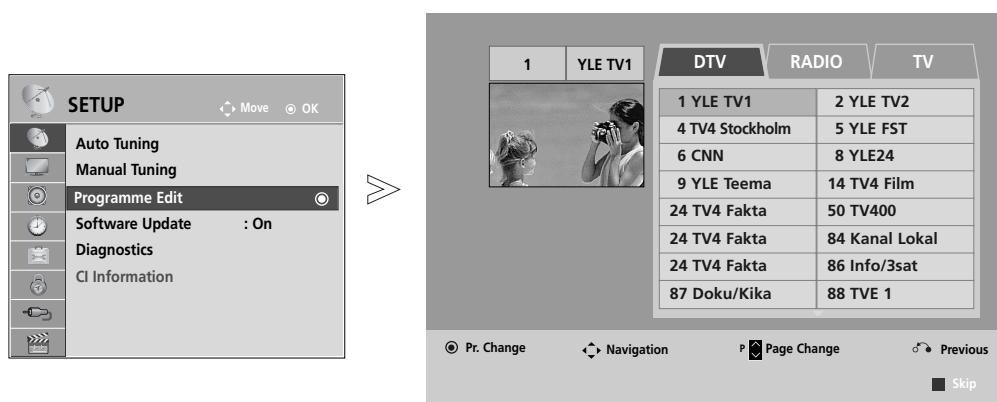 SETUP Move OK
Auto Tuning
Manual Tuning
Programme Edit
Software Update : On
Diagnostics
CI Information
1 YLE TV1
DTV RADIO TV
1 YLE TV1 2 YLE TV2
4 TV4 Stockholm 5 YLE FST
6 CNN 8 YLE24
9 YLE Teema 14 TV4 Film
24 TV4 Fakta 50 TV400
24 TV4 Fakta 84 Kanal Lokal
24 TV4 Fakta 86 Info/3sat
87 Doku/Kika 88 TVE 1
Pr. Change Navigation P Page Change Previous
Skip